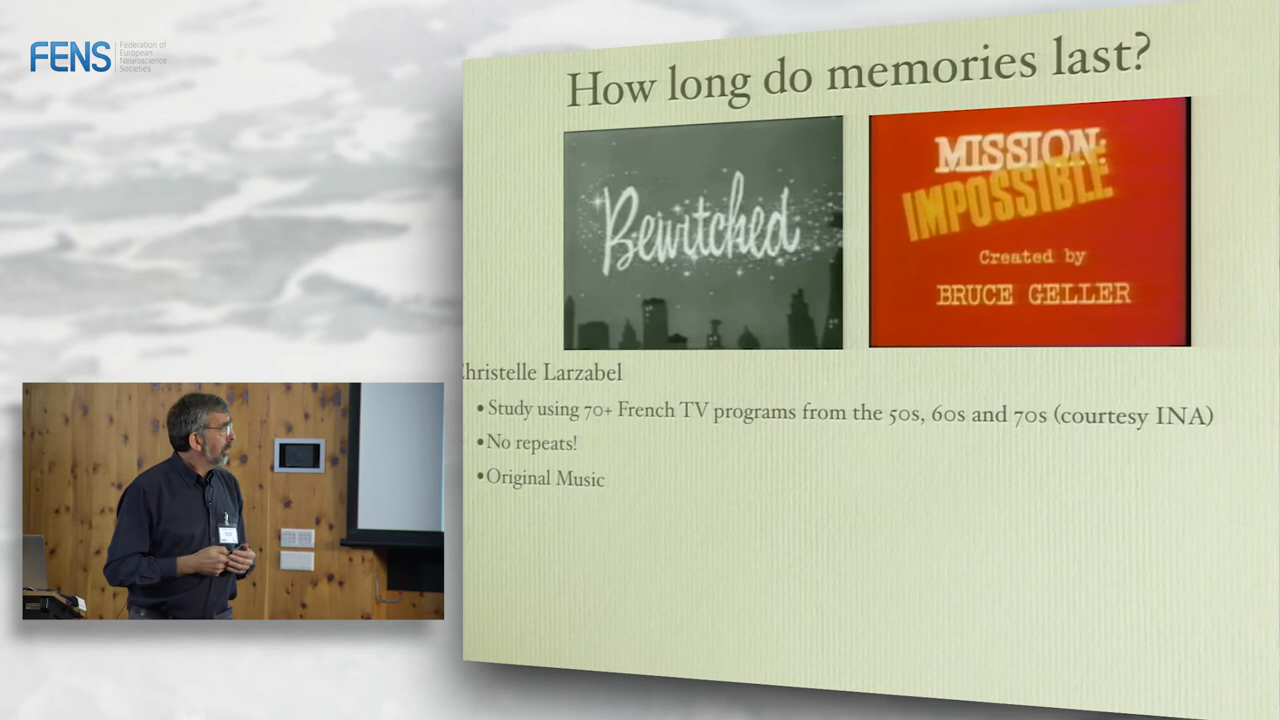 FENS
Federation of
European
Neuroscience
Societies
How long do memories last?
Bewitched
MISSION:
IMPOSSIBLE
Created by
BRUCE GELLER
hristelle Larzabel
•Study using 70+ French TV programs from the 50s, 60s and 70s (courtesy INA)
•No repeats!
•Original Music